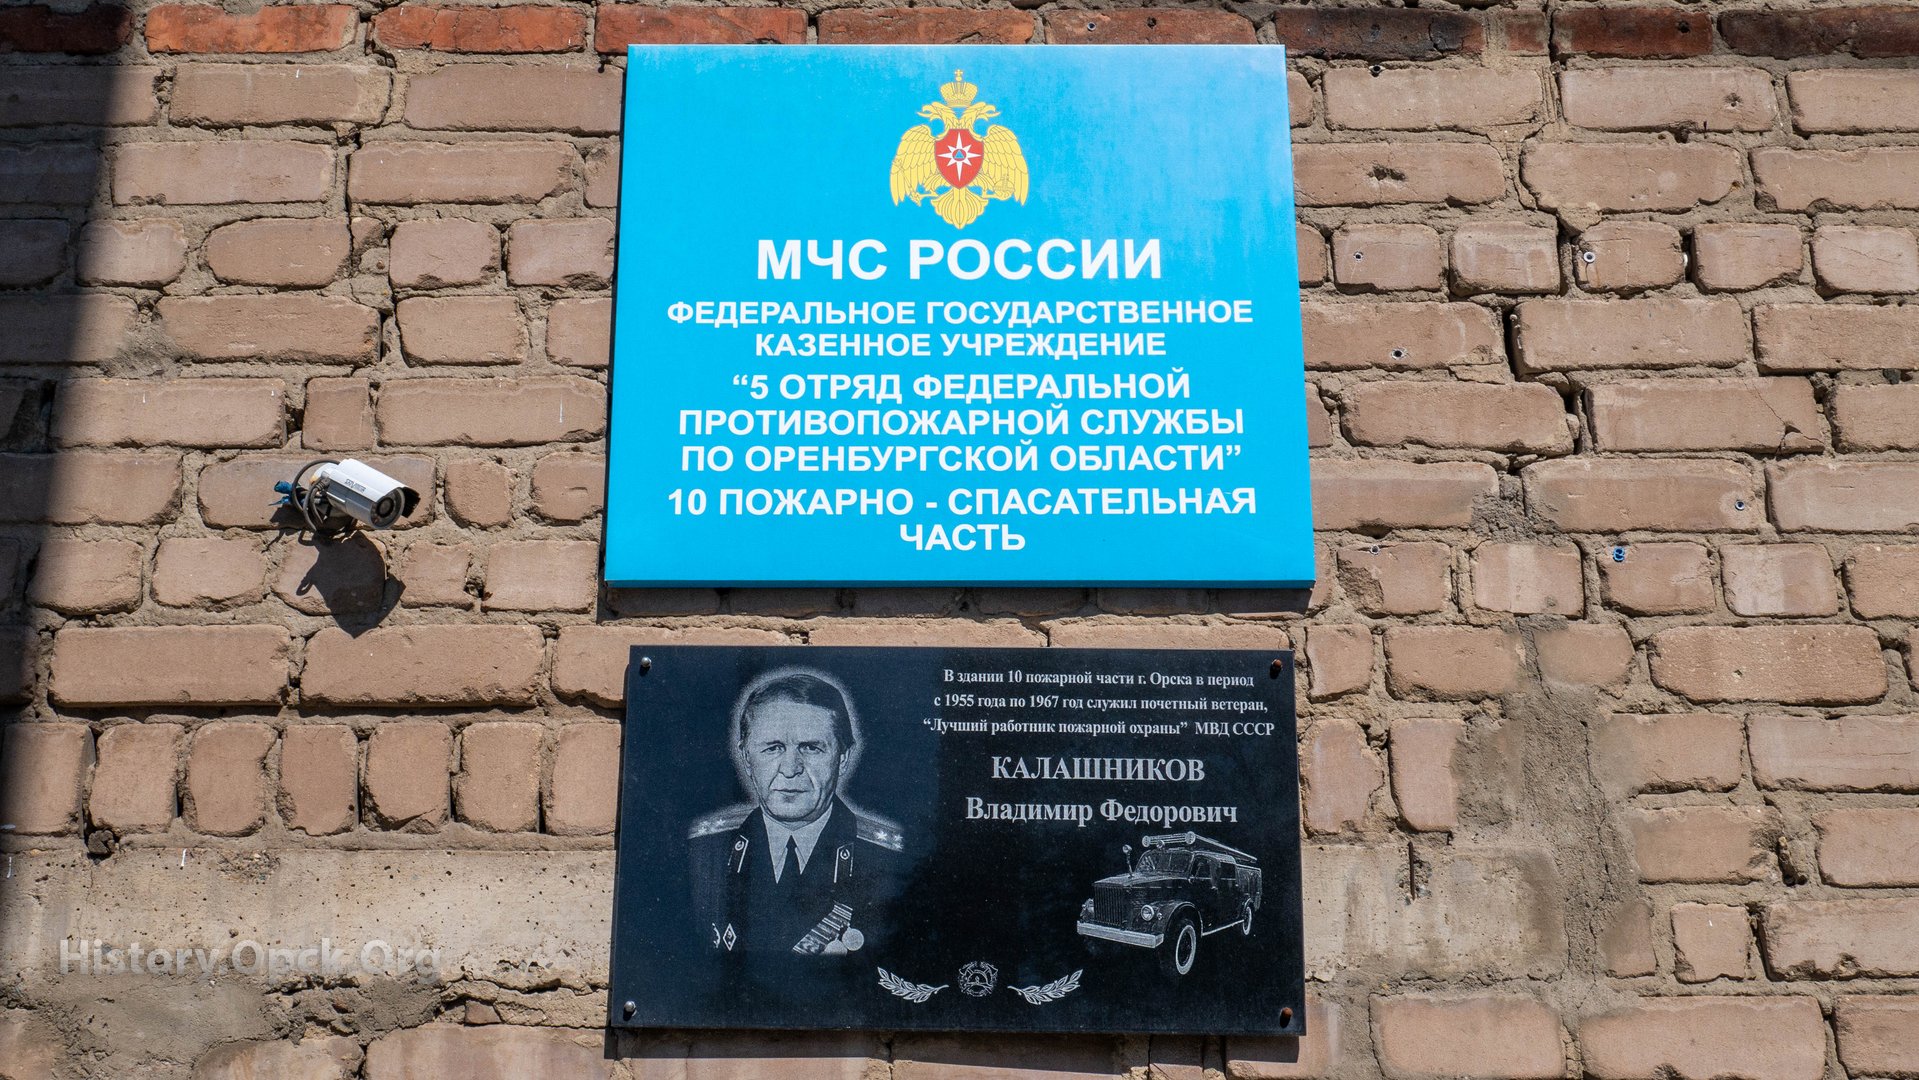 МЧС РОССИИ
ФЕДЕРАЛЬНОЕ ГОСУДАРСТВЕННОЕ
КАЗЕННОЕ УЧРЕЖДЕНИЕ
“5 ОТРЯД ФЕДЕРАЛЬНОЙ
ПРОТИВОПОЖАРНОЙ СЛУЖБЫ
ПО ОРЕНБУРГСКОЙ ОБЛАСТИ”
10 ПОЖАРНО - СПАСАТЕЛЬНАЯ
ЧАСТЬ
В здании 10 пожарной части г. Орска в период
с 1955 года по 1967 год служил почетный ветеран,
“Лучший работник пожарной охраны” МВД СССР
КАЛАШНИКОВ
Владимир Федорович
History.Орск.Org